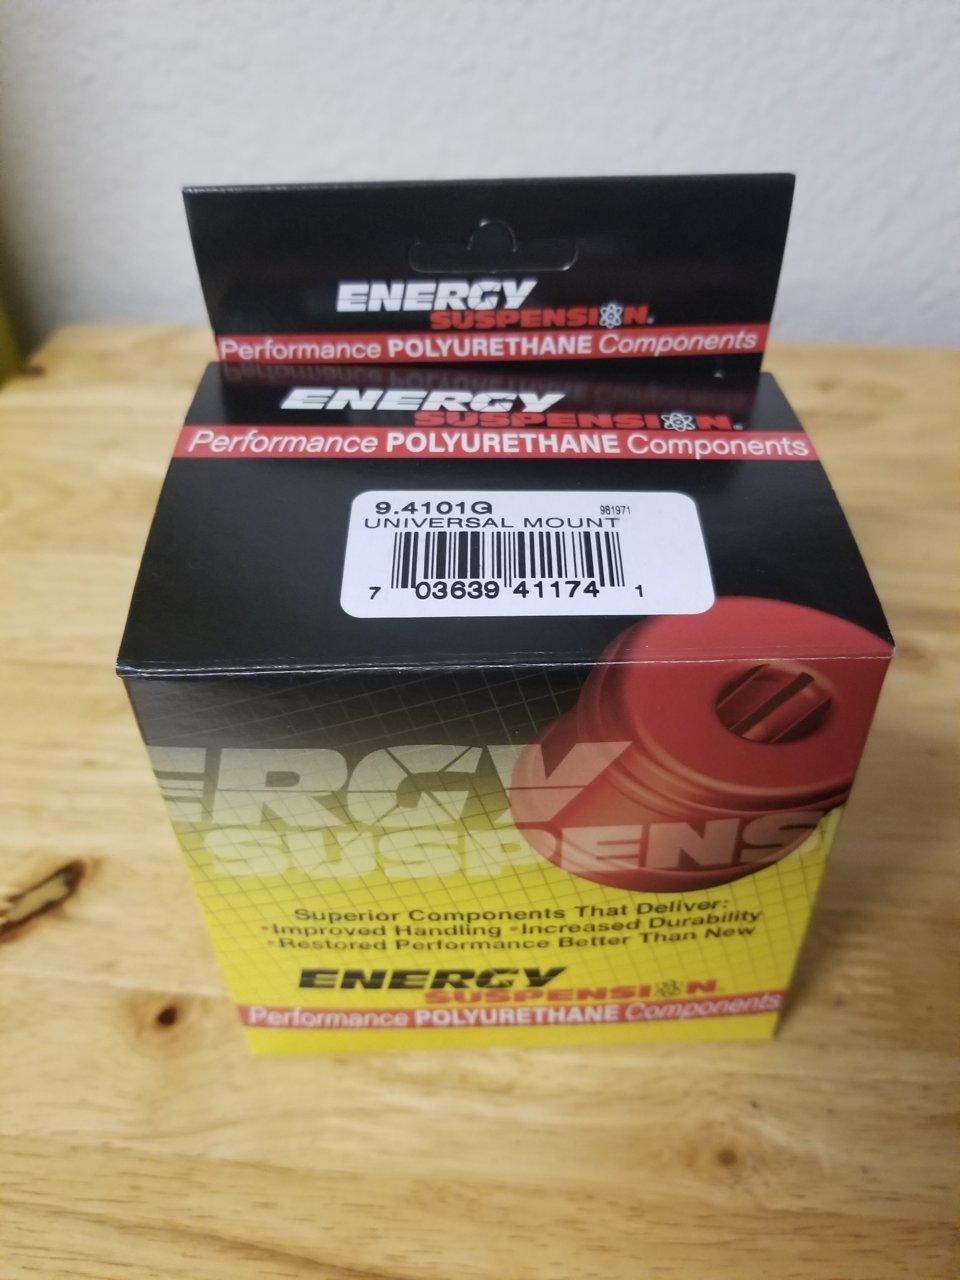 ENERGY
SUSPENSION®
Performance POLYURETHANE Components
ENERGY
SUSPENSION®
Performance POLYURETHANE Components
9.4101G 981971
UNIVERSAL MOUNT
7 03639 41174 1
ERGY
SUSPENS
Superior Components That Deliver:
•Improved Handling •Increased Durability
•Restored Performance Better Than New
ENERGY
SUSPENSION®
Performance POLYURETHANE Components